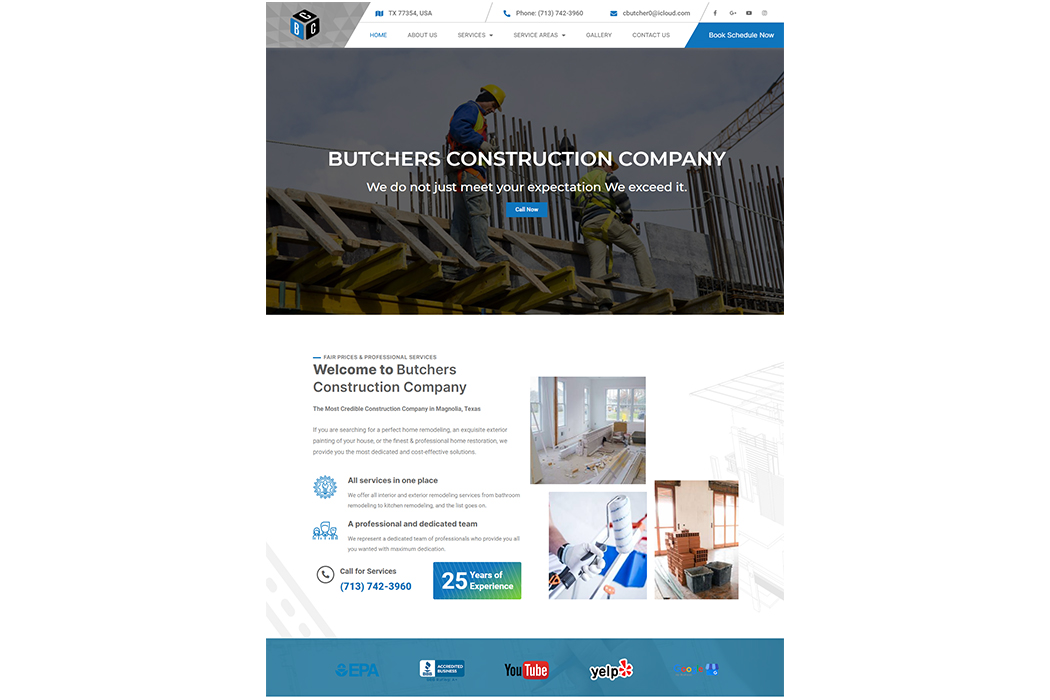 B C C
TX 77354, USA
Phone: (713) 742-3960
cbutcher0@icloud.com
HOME
ABOUT US
SERVICES
SERVICE AREAS
GALLERY
CONTACT US
Book Schedule Now
BUTCHERS CONSTRUCTION COMPANY
We do not just meet your expectation We exceed it.
Call Now
FAIR PRICES & PROFESSIONAL SERVICES
Welcome to Butchers
Construction Company
The Most Credible Construction Company in Magnolia, Texas
If you are searching for a perfect home remodeling, an exquisite exterior
painting of your house, or the finest & professional home restoration, we
provide you the most dedicated and cost-effective solutions.
All services in one place
We offer all interior and exterior remodeling services from bathroom
remodeling to kitchen remodeling, and the list goes on.
A professional and dedicated team
We represent a dedicated team of professionals who provide you all
you wanted with maximum dedication.
Call for Services
(713) 742-3960
25 Years of
Experience
EPA
BBB
ACCREDITED
BUSINESS
YouTube
yelp